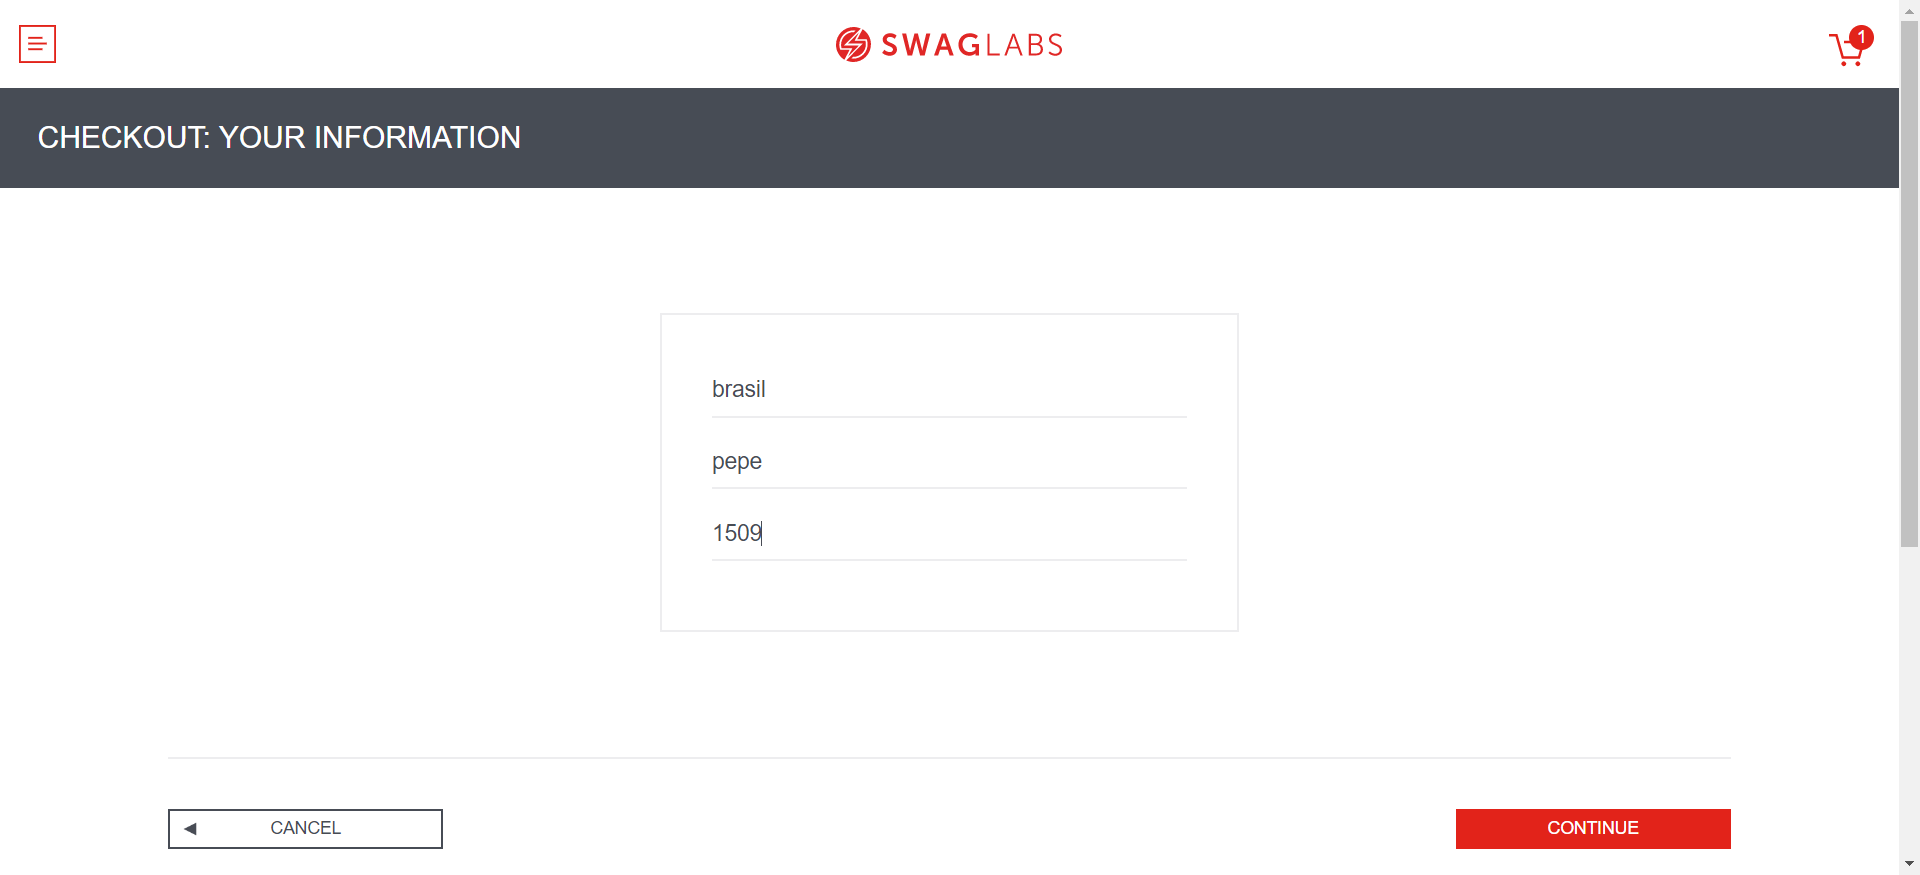 SWAGLABS
1
CHECKOUT: YOUR INFORMATION
brasil
pepe
1509
CANCEL
CONTINUE